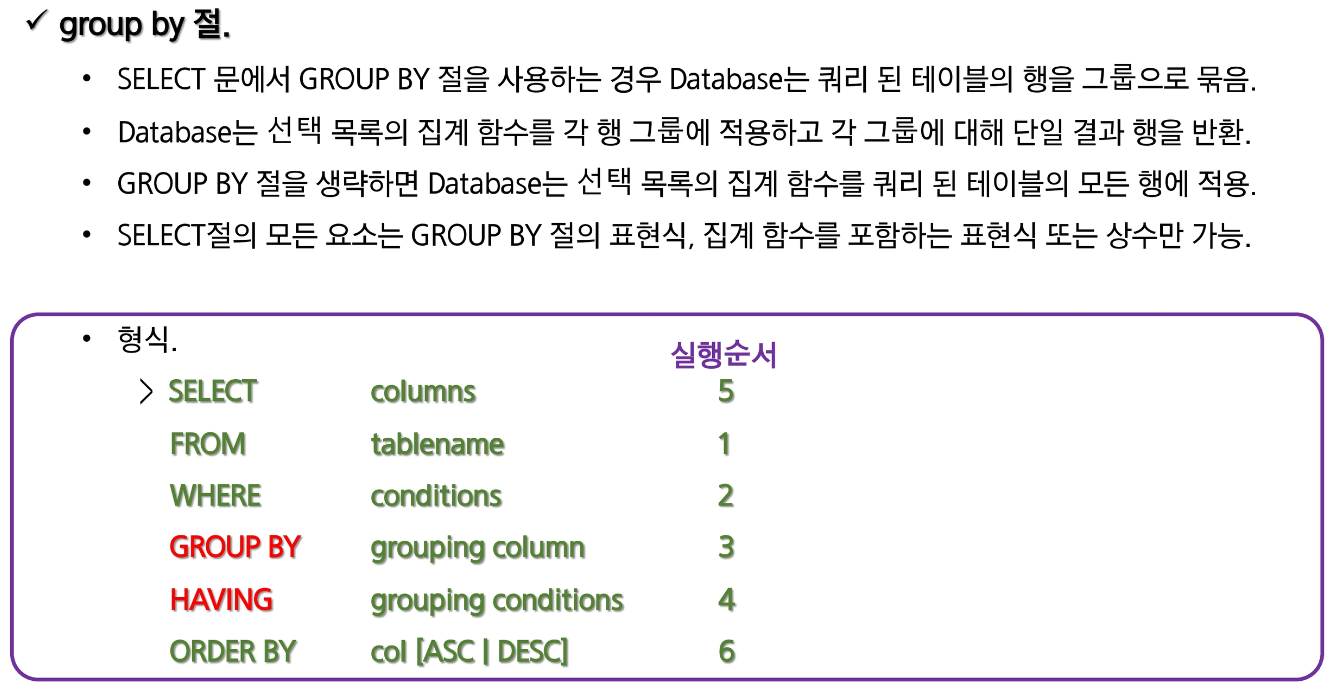 ✓ group by 절.
• SELECT 문에서 GROUP BY 절을 사용하는 경우 Database는 쿼리 된 테이블의 행을 그룹으로 묶음.
• Database는 선택 목록의 집계 함수를 각 행 그룹에 적용하고 각 그룹에 대해 단일 결과 행을 반환.
• GROUP BY 절을 생략하면 Database는 선택 목록의 집계 함수를 쿼리 된 테이블의 모든 행에 적용.
• SELECT절의 모든 요소는 GROUP BY 절의 표현식, 집계 함수를 포함하는 표현식 또는 상수만 가능.
• 형식.
실행순서
> SELECT columns 5
FROM tablename 1
WHERE conditions 2
GROUP BY grouping column 3
HAVING grouping conditions 4
ORDER BY col [ASC | DESC] 6